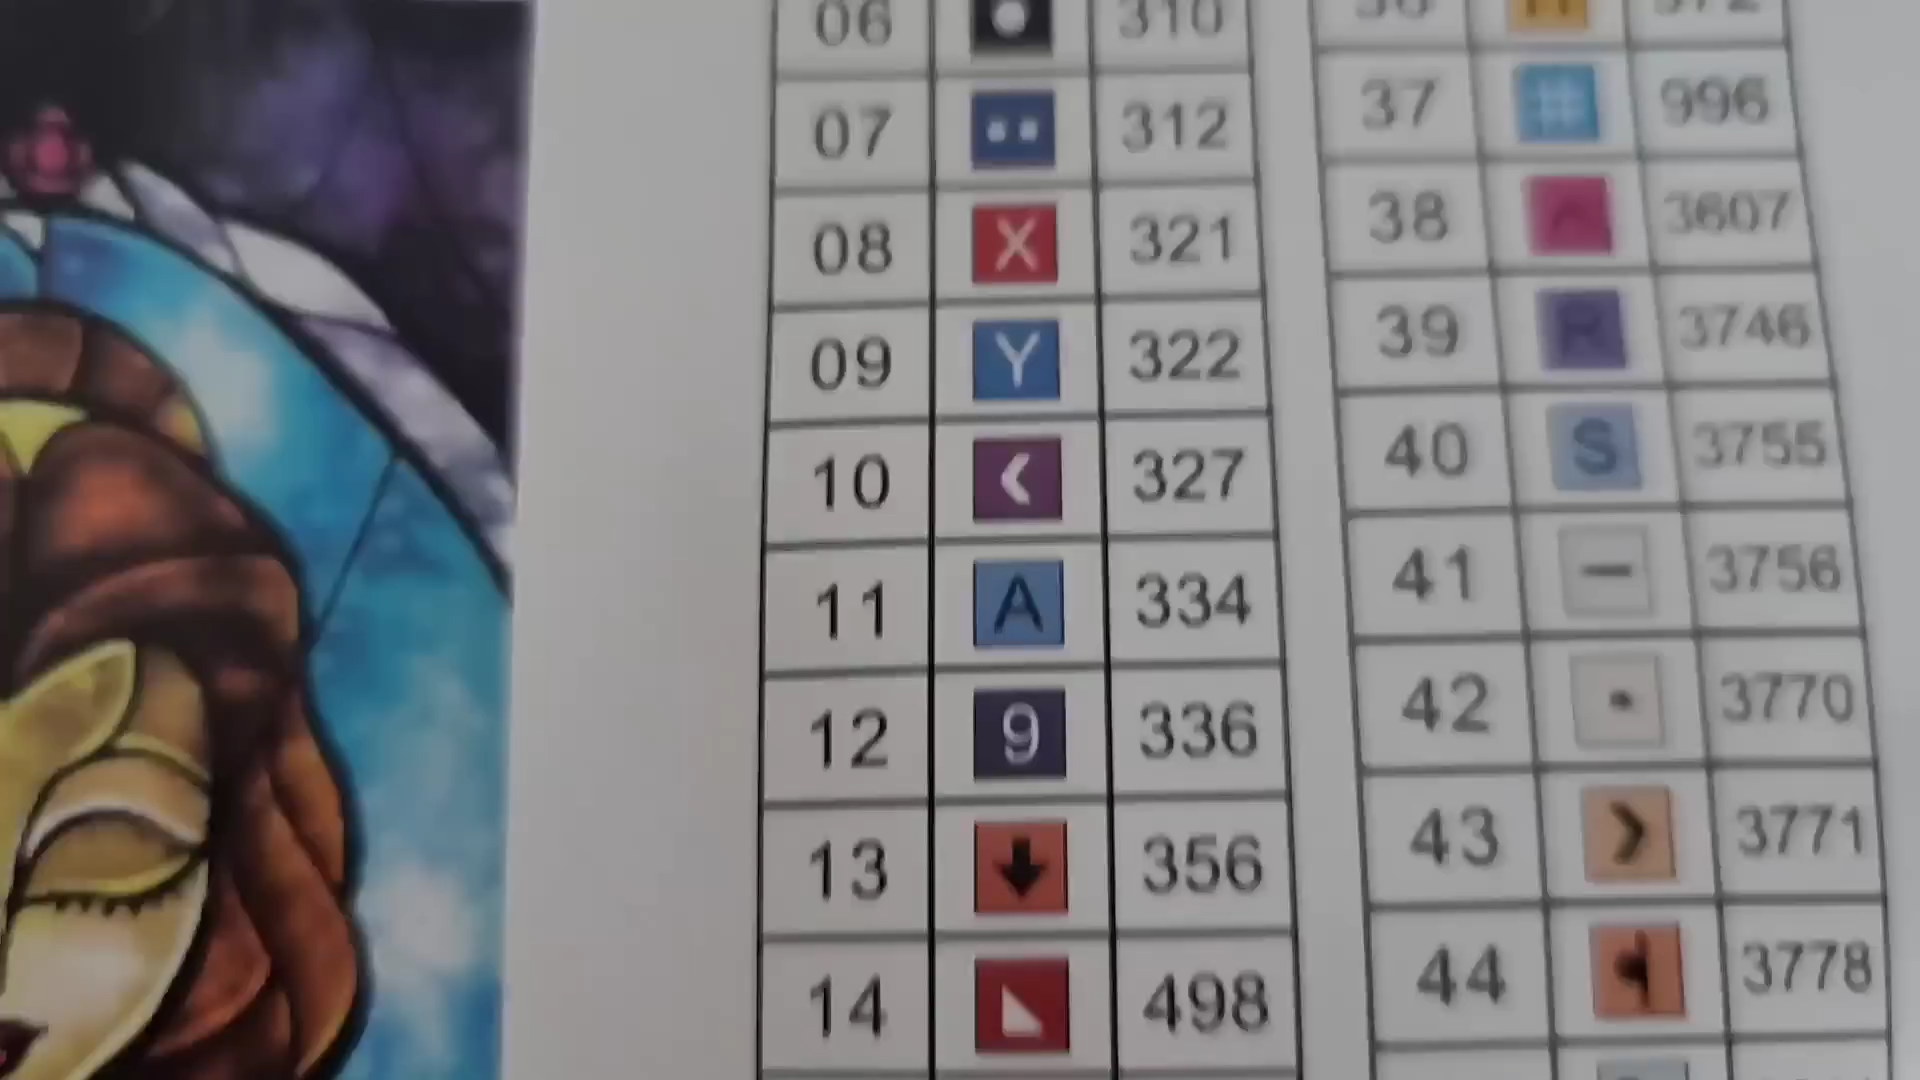 06 310
07 312
08 X 321
09 Y 322
10 327
11 A 334
12 9 336
13 356
14 498
37 # 996
38 3607
39 R 3746
40 S 3755
41 — 3756
42 3770
43 3771
44 3778